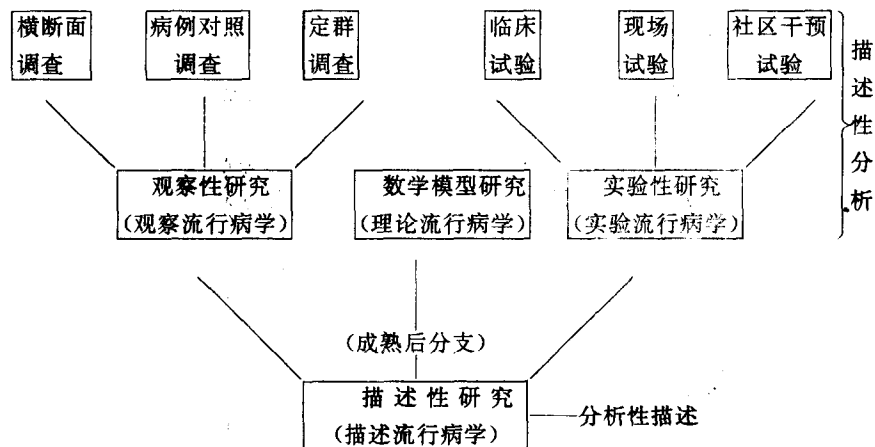 横断面
调查
病例对照
调查
定群
调查
临床
试验
现场
试验
社区干预
试验
描述性分析
观察性研究
(观察流行病学)
数学模型研究
(理论流行病学)
实验性研究
(实验流行病学)
(成熟后分支)
描述性研究
(描述流行病学)
分析性描述